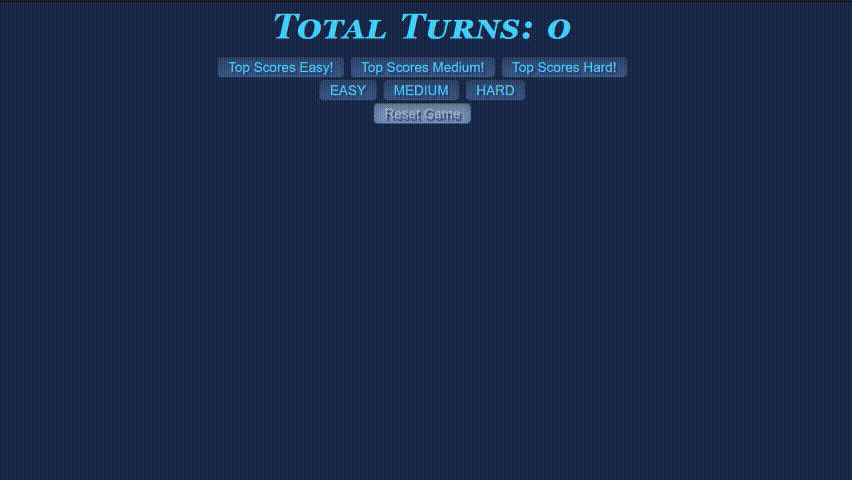 Total Turns: 0
Top Scores Easy! Top Scores Medium! Top Scores Hard!
EASY MEDIUM HARD
Reset Game